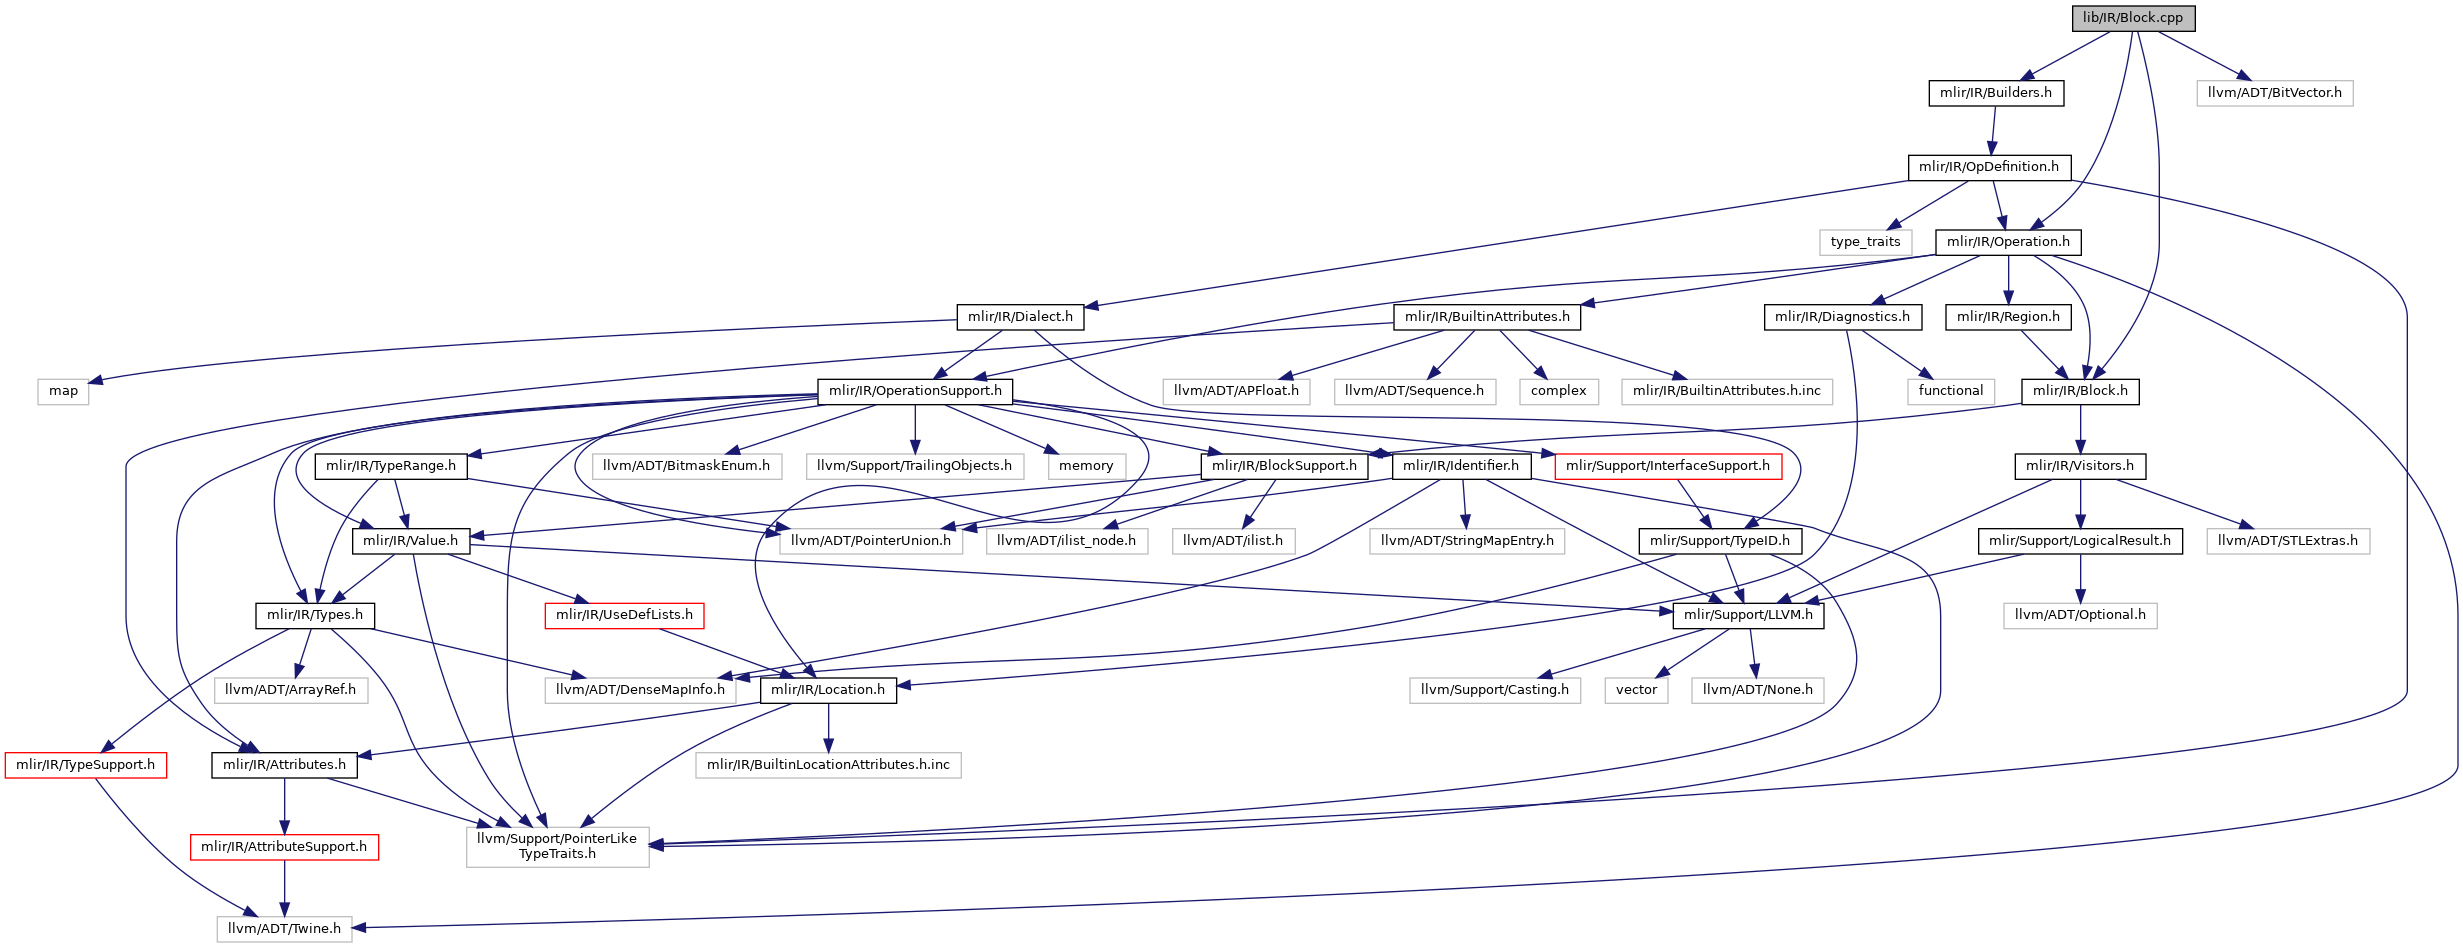 lib/IR/Block.cpp
mlir/IR/Builders.h
llvm/ADT/BitVector.h
mlir/IR/OpDefinition.h
type_traits
mlir/IR/Operation.h
mlir/IR/Dialect.h
mlir/IR/BuiltinAttributes.h
mlir/IR/Diagnostics.h
mlir/IR/Region.h
map
mlir/IR/OperationSupport.h
llvm/ADT/APFloat.h
llvm/ADT/Sequence.h
complex
mlir/IR/BuiltinAttributes.h.inc
functional
mlir/IR/Block.h
mlir/IR/TypeRange.h
llvm/ADT/BitmaskEnum.h
llvm/Support/TrailingObjects.h
memory
mlir/IR/BlockSupport.h
mlir/IR/Identifier.h
mlir/Support/InterfaceSupport.h
mlir/IR/Visitors.h
mlir/IR/Value.h
llvm/ADT/PointerUnion.h
llvm/ADT/ilist_node.h
llvm/ADT/ilist.h
llvm/ADT/StringMapEntry.h
mlir/Support/TypeID.h
mlir/Support/LogicalResult.h
llvm/ADT/STLExtras.h
mlir/IR/Types.h
mlir/IR/UseDefLists.h
mlir/Support/LLVM.h
llvm/ADT/Optional.h
llvm/ADT/ArrayRef.h
llvm/ADT/DenseMapInfo.h
mlir/IR/Location.h
llvm/Support/Casting.h
vector
llvm/ADT/None.h
mlir/IR/TypeSupport.h
mlir/IR/Attributes.h
mlir/IR/BuiltinLocationAttributes.h.inc
mlir/IR/AttributeSupport.h
llvm/Support/PointerLike
TypeTraits.h
llvm/ADT/Twine.h